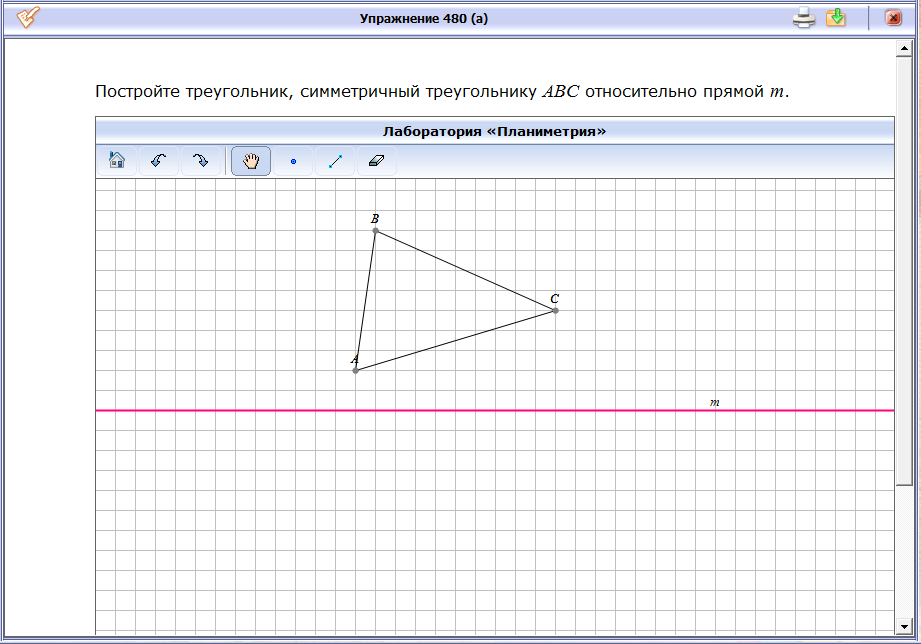 Упражнение 480 (а)
Постройте треугольник, симметричный треугольнику ABC относительно прямой m.
Лаборатория «Планиметрия»
B
C
A
m